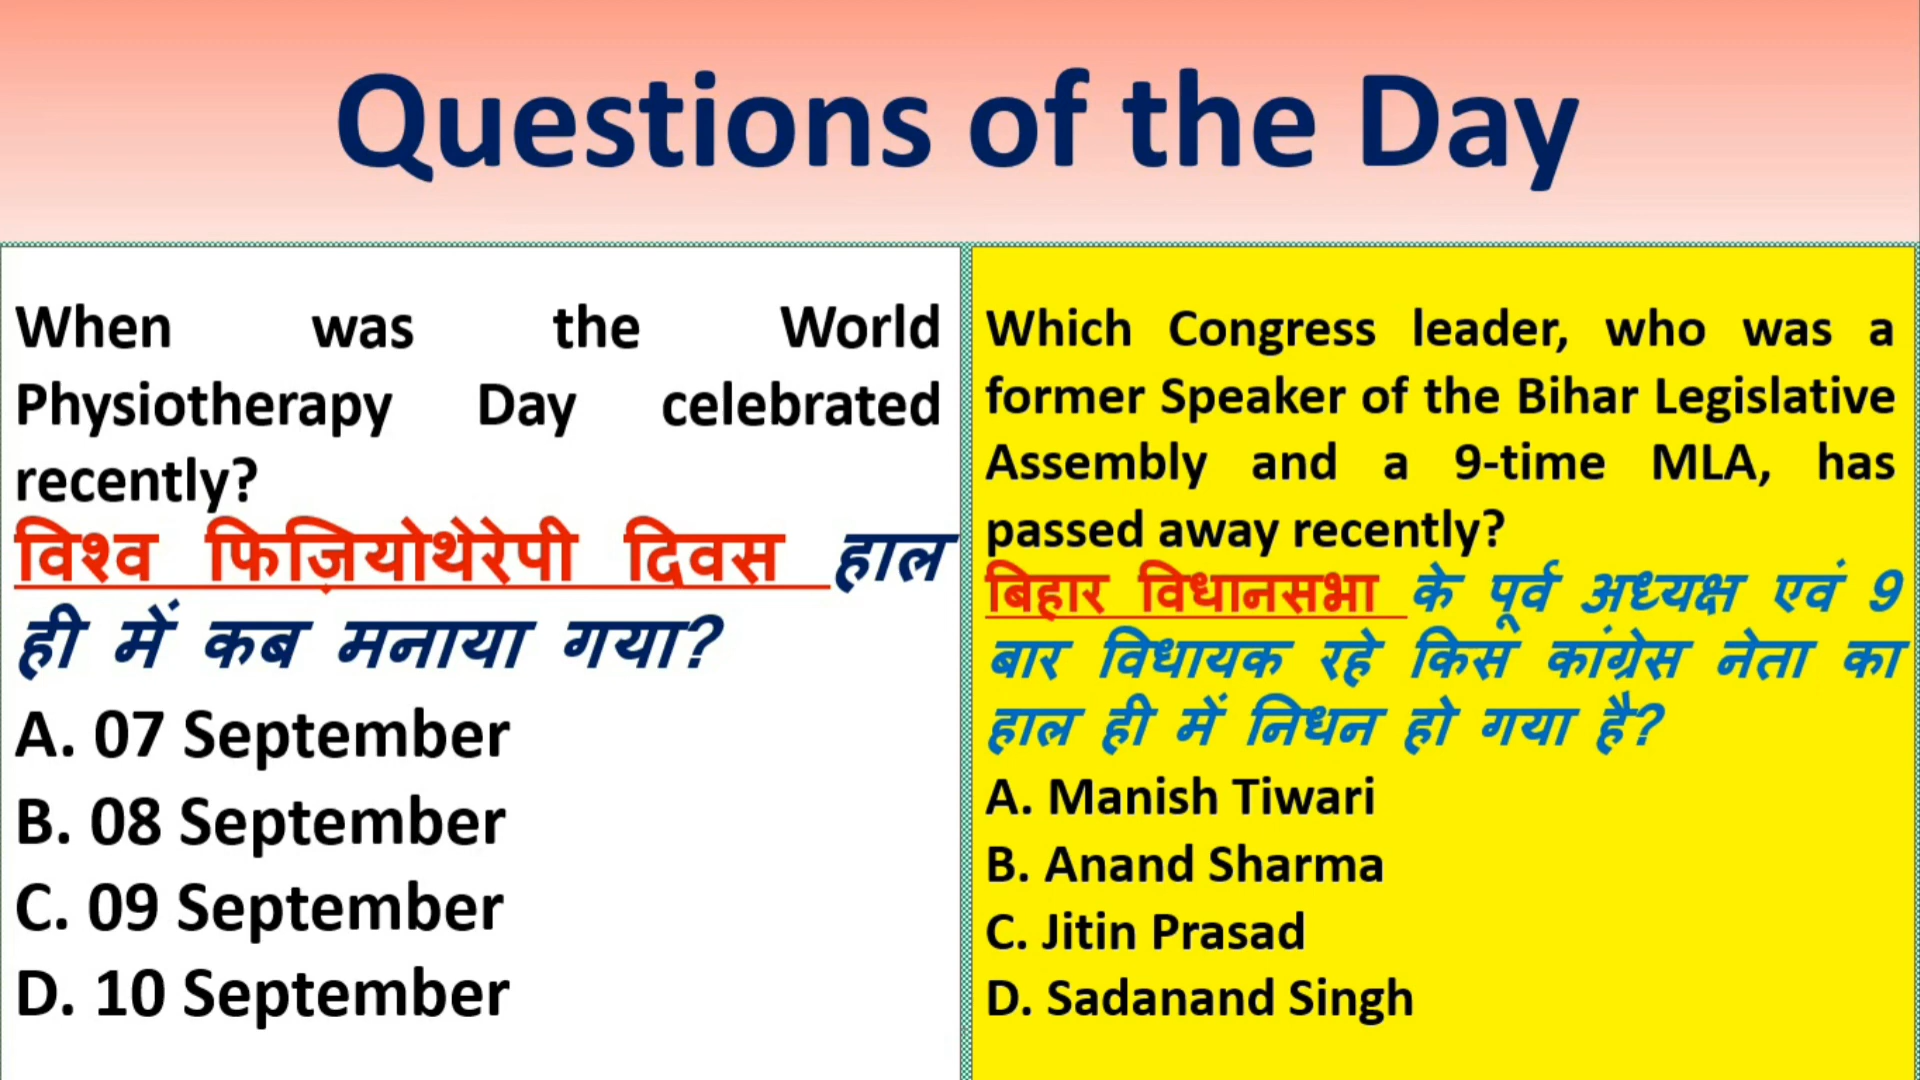 Questions of the Day
When was the World
Physiotherapy Day celebrated
recently?
विश्व फिज़ियोथेरेपी दिवस हाल
ही में कब मनाया गया?
A. 07 September
B. 08 September
C. 09 September
D. 10 September
Which Congress leader, who was a
former Speaker of the Bihar Legislative
Assembly and a 9-time MLA, has
passed away recently?
बिहार विधानसभा के पूर्व अध्यक्ष एवं 9
बार विधायक रहे किस कांग्रेस नेता का
हाल ही में निधन हो गया है?
A. Manish Tiwari
B. Anand Sharma
C. Jitin Prasad
D. Sadanand Singh